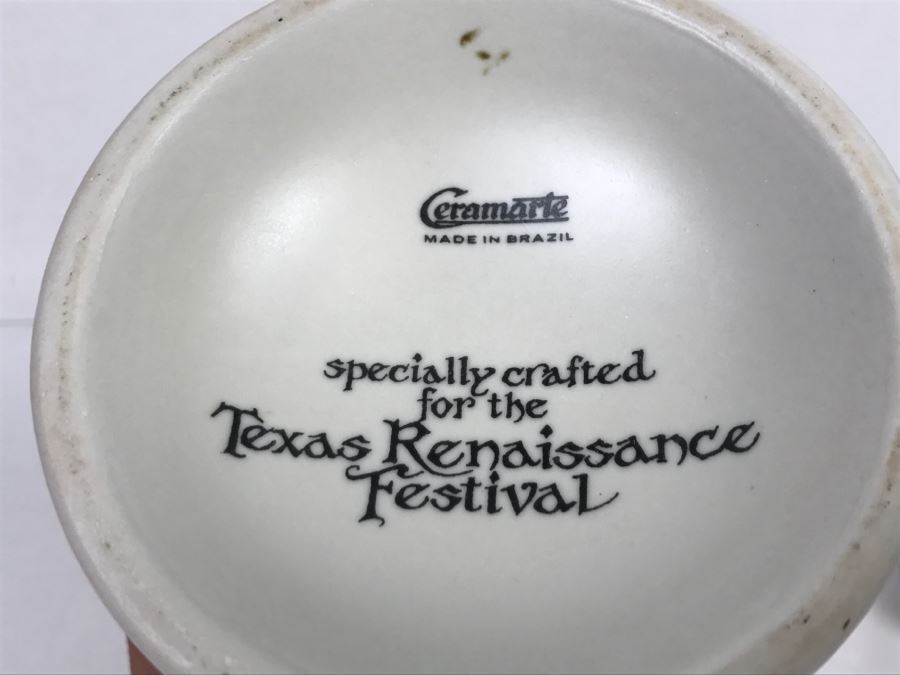 Ceramarte
MADE IN BRAZIL
specially crafted
for the
Texas Renaissance
Festival